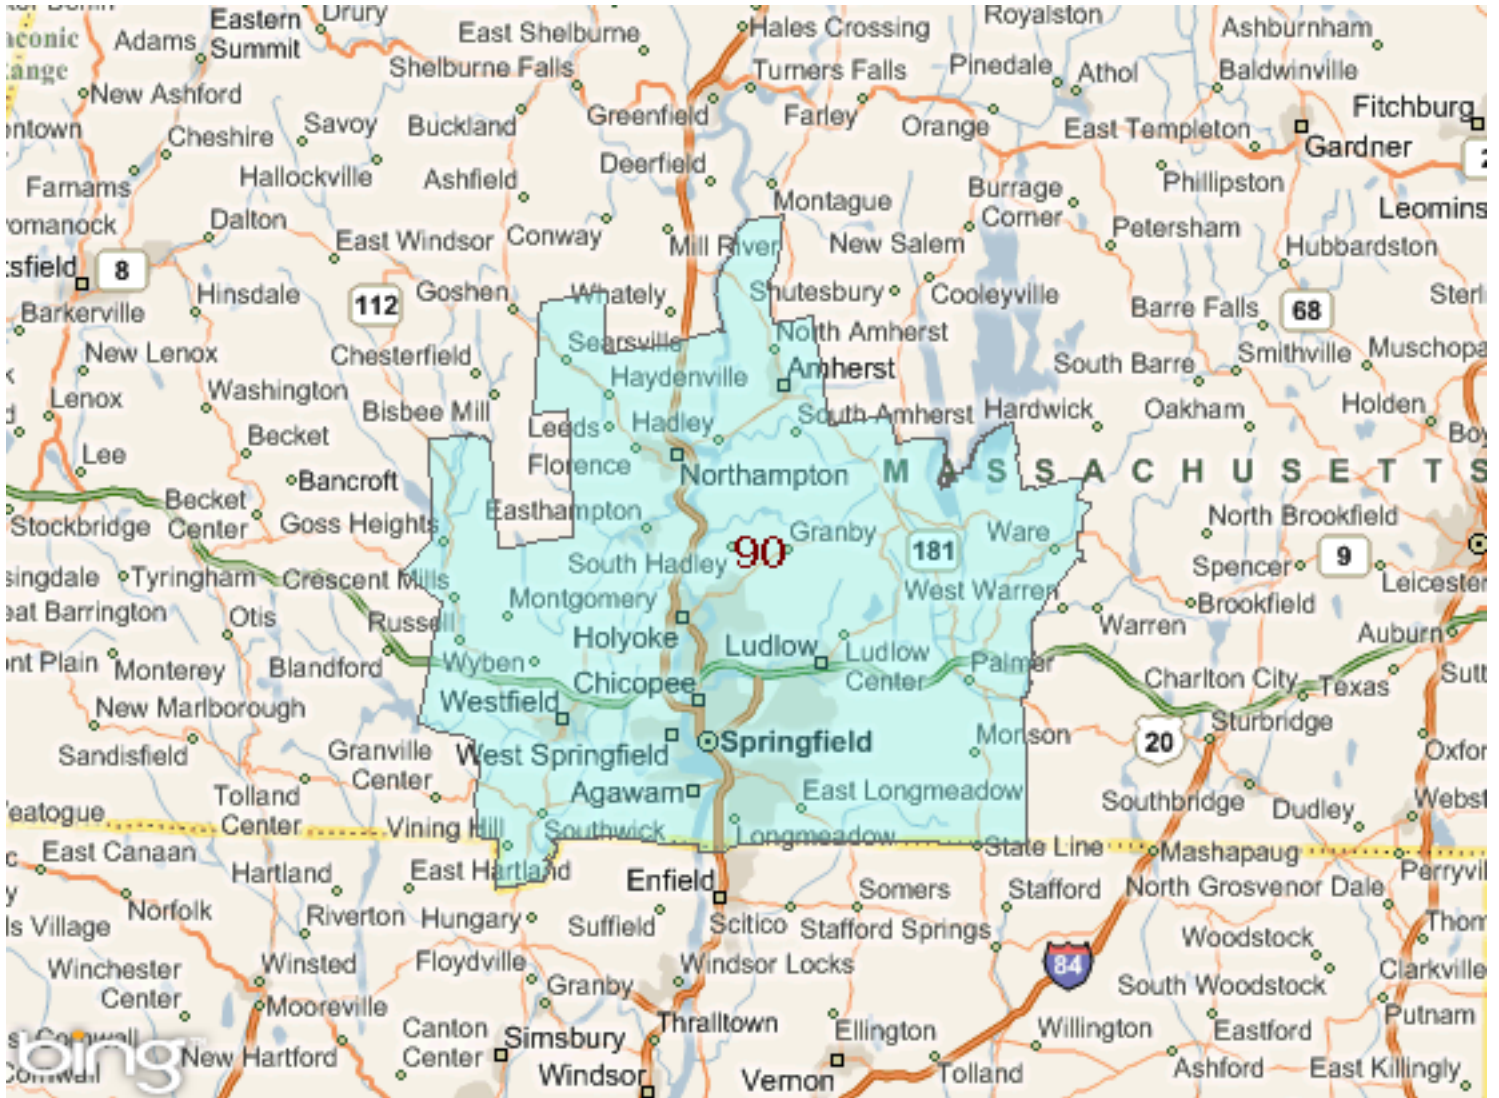 Drury
Eastern
Summit
Adams
East Shelburne
Hales Crossing
Royalston
Ashburnham
Shelburne Falls
Turners Falls
Pinedale
Athol
Baldwinville
New Ashford
Greenfield
Farley
Orange
East Templeton
Fitchburg
Cheshire
Savoy
Buckland
Gardner
Farnams
Hallockville
Ashfield
Deerfield
Montague
Burrage
Corner
Phillipston
Dalton
East Windsor
Conway
Mill River
New Salem
Petersham
Hubbardston
8
Hinsdale
112
Goshen
Whately
Shutesbury
Cooleyville
Barre Falls
68
Barkerville
New Lenox
Chesterfield
Searsville
North Amherst
Amherst
South Barre
Smithville
Lenox
Washington
Bisbee Mill
Haydenville
Hadley
South Amherst
Hardwick
Oakham
Holden
Leeds
Lee
Becket
Florence
Northampton
MASSACHUSETTS
Bancroft
Becket
Center
Stockbridge
Goss Heights
Easthampton
Granby
Ware
North Brookfield
90
181
9
South Hadley
Spencer
Leicester
Tyringham
Crescent Mills
Montgomery
West Warren
Brookfield
Otis
Russell
Holyoke
Ludlow
Ludlow
Center
Warren
Auburn
Monterey
Blandford
Wyben
Palmer
Charlton City
Texas
Chicopee
Westfield
New Marlborough
Sandisfield
Granville
Center
West Springfield
Springfield
Monson
20
Sturbridge
Tolland
Center
Agawam
East Longmeadow
Southbridge
Dudley
Vining Hill
Southwick
Longmeadow
State Line
Mashapaug
East Canaan
Hartland
East Hartland
Enfield
Somers
Stafford
North Grosvenor Dale
Norfolk
Riverton
Hungary
Suffield
Scitico
Stafford Springs
Woodstock
Winchester
Center
Winsted
Floydville
Windsor Locks
84
South Woodstock
Clarkville
Mooreville
Granby
Thralltown
Putnam
Canton
Center
Simsbury
Ellington
Willington
Eastford
bing
New Hartford
Windsor
Vernon
Tolland
Ashford
East Killingly